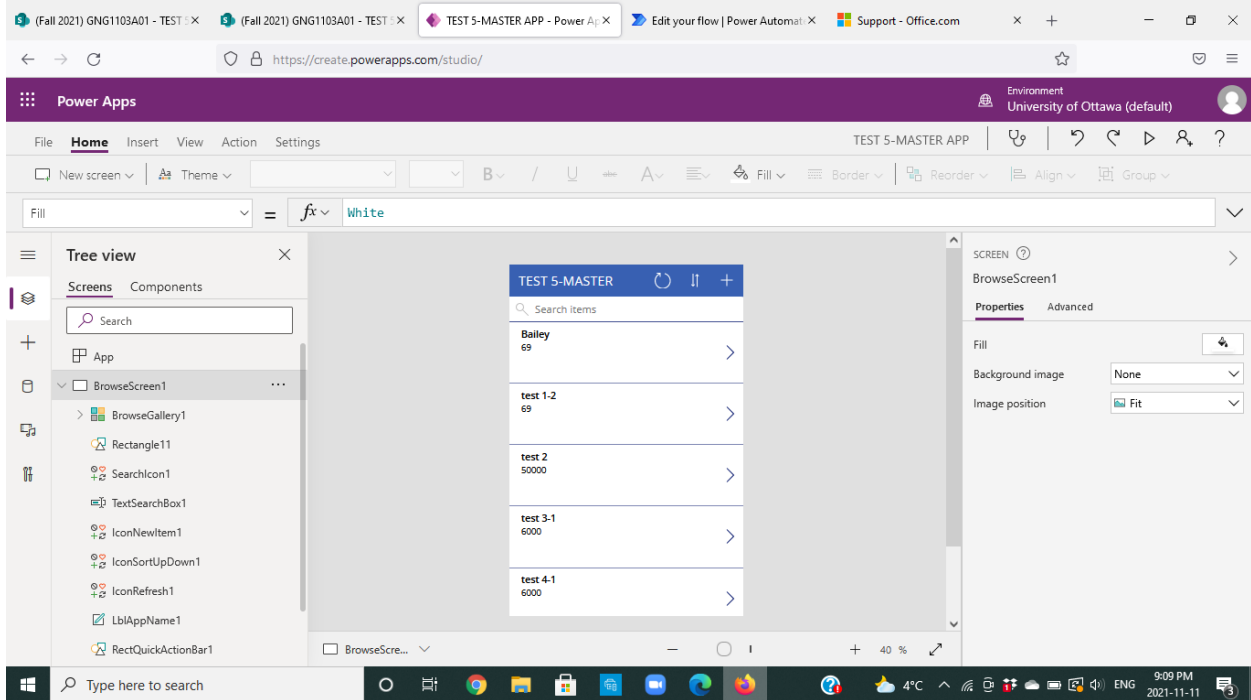 (Fall 2021) GNG1103A01 - TEST 5
(Fall 2021) GNG1103A01 - TEST 5
TEST 5-MASTER APP - Power Ap
Edit your flow | Power Automat
Support - Office.com
https://create.powerapps.com/studio/
Power Apps
Environment
University of Ottawa (default)
File Home Insert View Action Settings
TEST 5-MASTER APP
New screen
Theme
B / U abc A
Fill
Border
Reorder
Align
Group
Fill = fx White
Tree view
Screens Components
Search
App
BrowseScreen1
BrowseGallery1
Rectangle11
SearchIcon1
TextSearchBox1
IconNewItem1
IconSortUpDown1
IconRefresh1
LblAppName1
RectQuickActionBar1
TEST 5-MASTER
Search items
Bailey
69
test 1-2
69
test 2
50000
test 3-1
6000
test 4-1
6000
BrowseScre...
40 %
SCREEN
BrowseScreen1
Properties Advanced
Fill
Background image None
Image position Fit
Type here to search
4°C
ENG
9:09 PM
2021-11-11
3